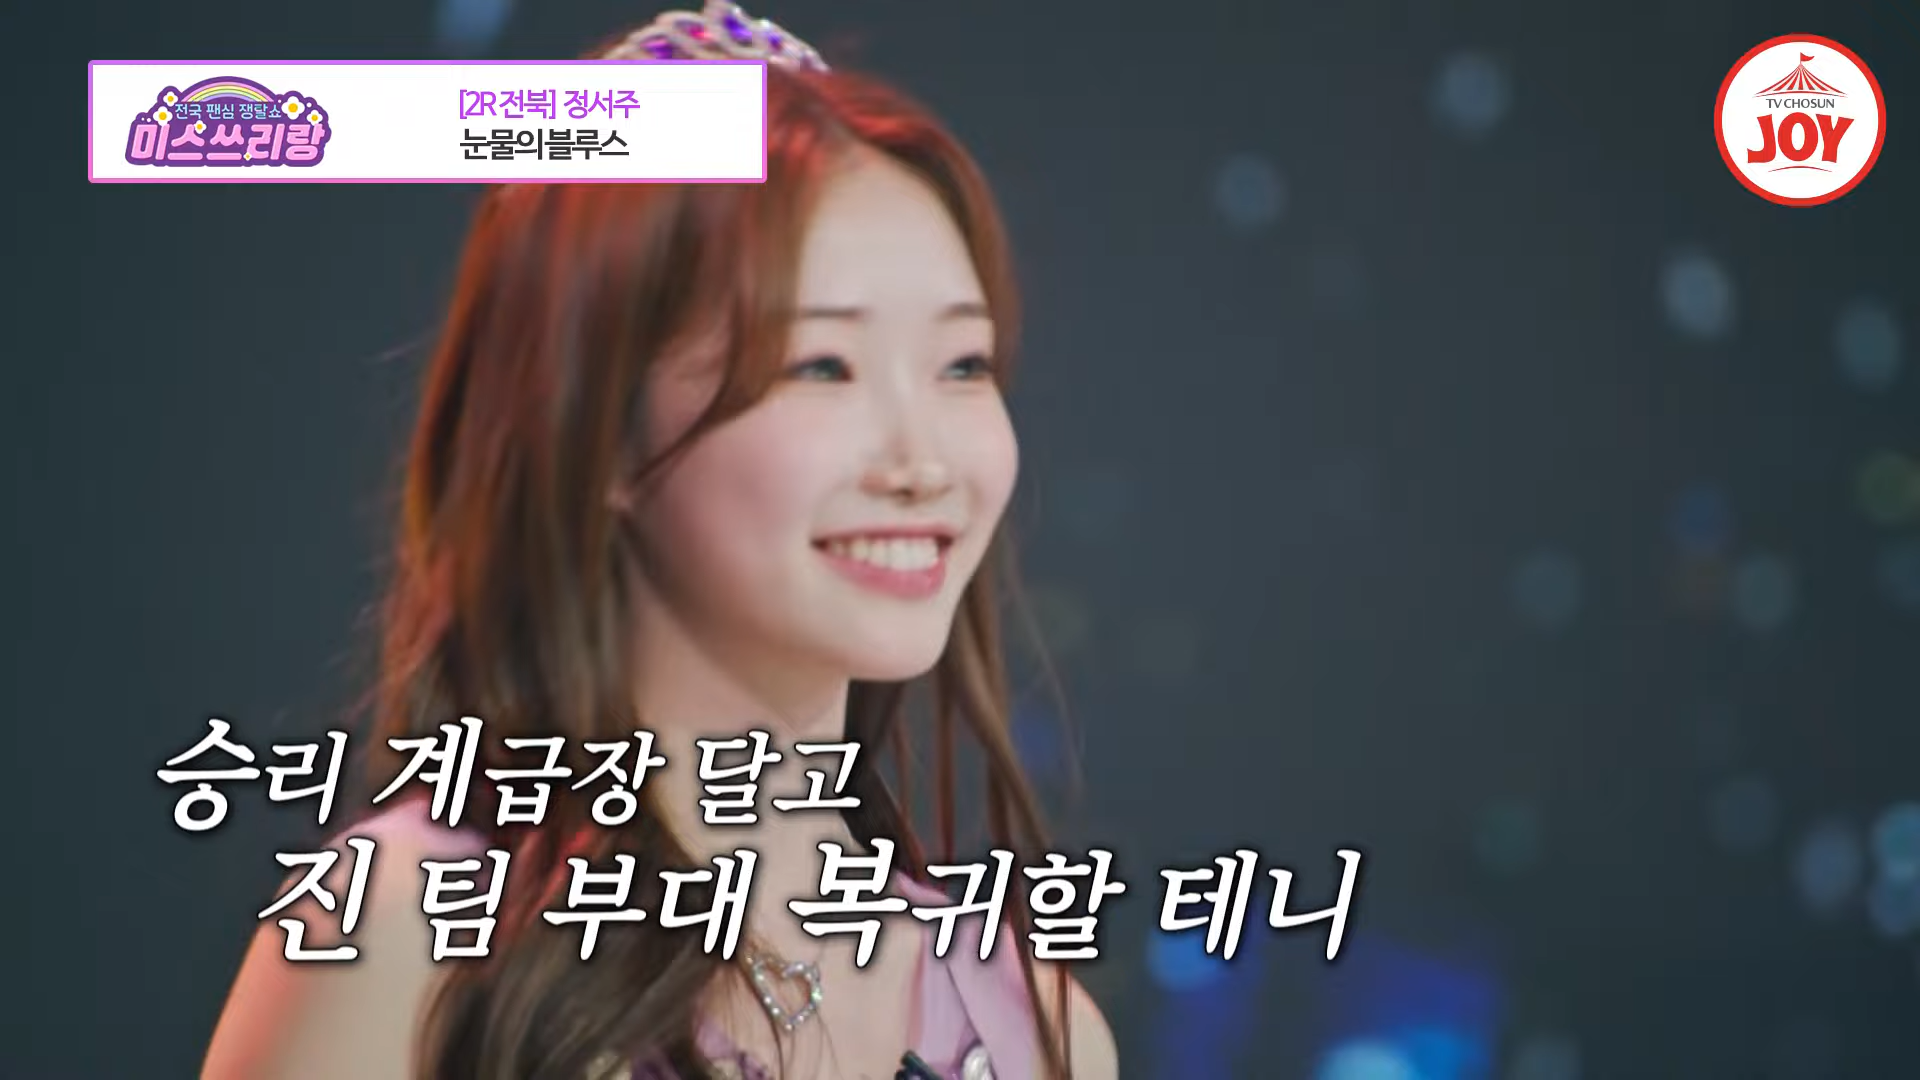 전국 팬심 쟁탈쇼
미스쓰리랑
[2R 전북] 정서주
눈물의 블루스
TV CHOSUN
JOY
승리 계급장 달고
진 팀 부대 복귀할 테니